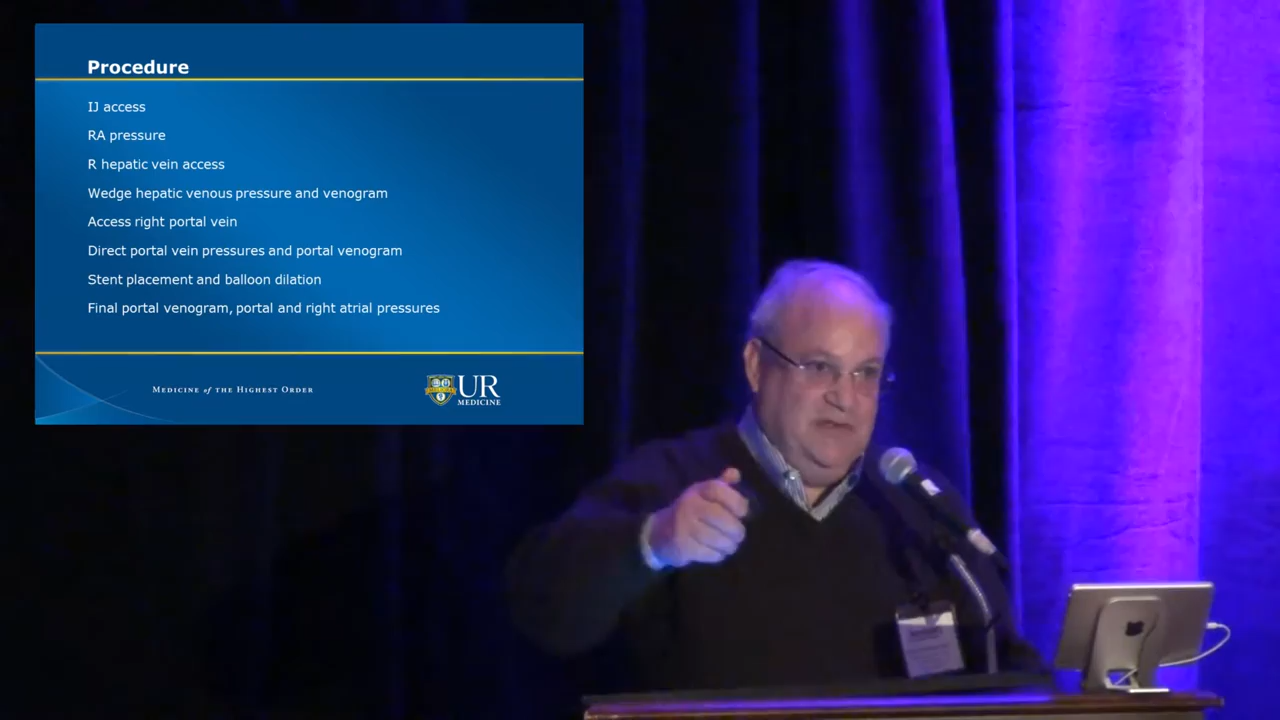 Procedure
IJ access
RA pressure
R hepatic vein access
Wedge hepatic venous pressure and venogram
Access right portal vein
Direct portal vein pressures and portal venogram
Stent placement and balloon dilation
Final portal venogram, portal and right atrial pressures
MEDICINE of THE HIGHEST ORDER
UR
MEDICINE